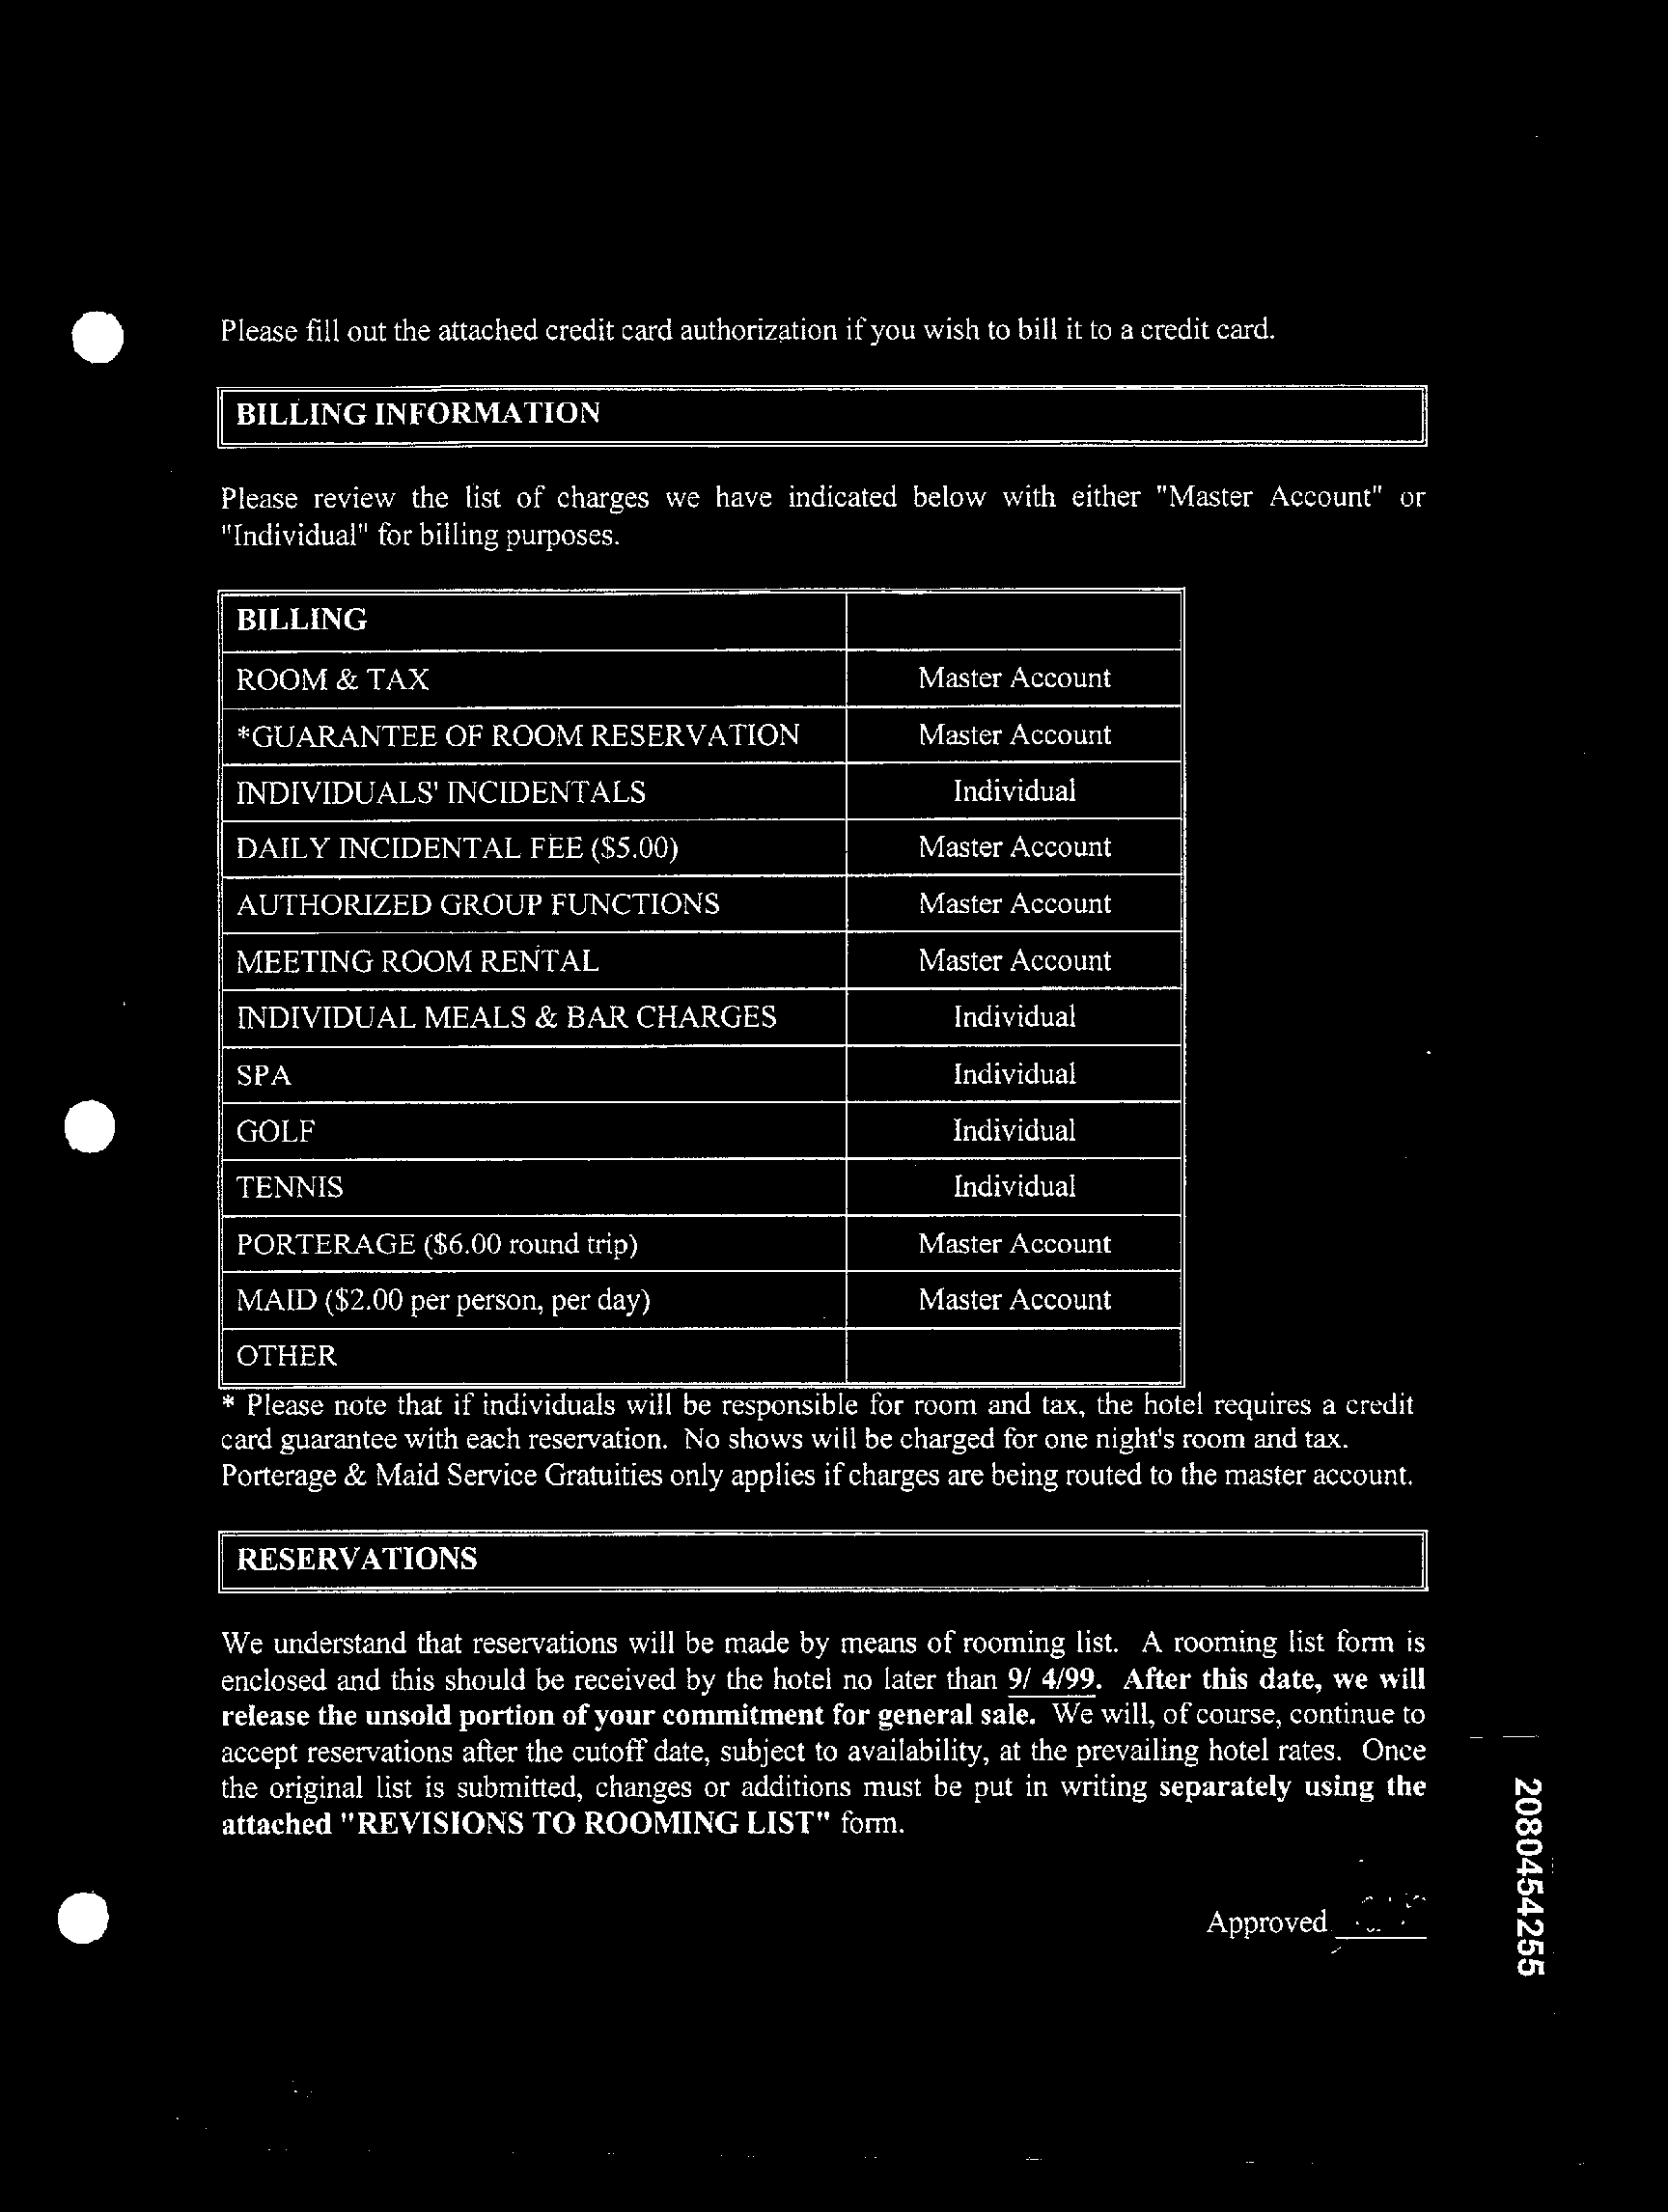 Please fill out the attached credit card authorization if you wish to bill it to a credit card.
BILLING INFORMATION
Please review the list of charges we have indicated below with either "Master Account" or
"Individual" for billing purposes.
BILLING
ROOM & TAX Master Account
*GUARANTEE OF ROOM RESERVATION Master Account
INDIVIDUALS' INCIDENTALS Individual
DAILY INCIDENTAL FEE ($5.00) Master Account
AUTHORIZED GROUP FUNCTIONS Master Account
MEETING ROOM RENTAL Master Account
INDIVIDUAL MEALS & BAR CHARGES Individual
SPA Individual
GOLF Individual
TENNIS Individual
PORTERAGE ($6.00 round trip) Master Account
MAID ($2.00 per person, per day) Master Account
OTHER
* Please note that if individuals will be responsible for room and tax, the hotel requires a credit
card guarantee with each reservation. No shows will be charged for one night's room and tax.
Porterage & Maid Service Gratuities only applies if charges are being routed to the master account.
RESERVATIONS
We understand that reservations will be made by means of rooming list. A rooming list form is
enclosed and this should be received by the hotel no later than 9/ 4/99. After this date, we will
release the unsold portion of your commitment for general sale. We will, of course, continue to
accept reservations after the cutoff date, subject to availability, at the prevailing hotel rates. Once
the original list is submitted, changes or additions must be put in writing separately using the
attached "REVISIONS TO ROOMING LIST" form.
Approved
2080454255